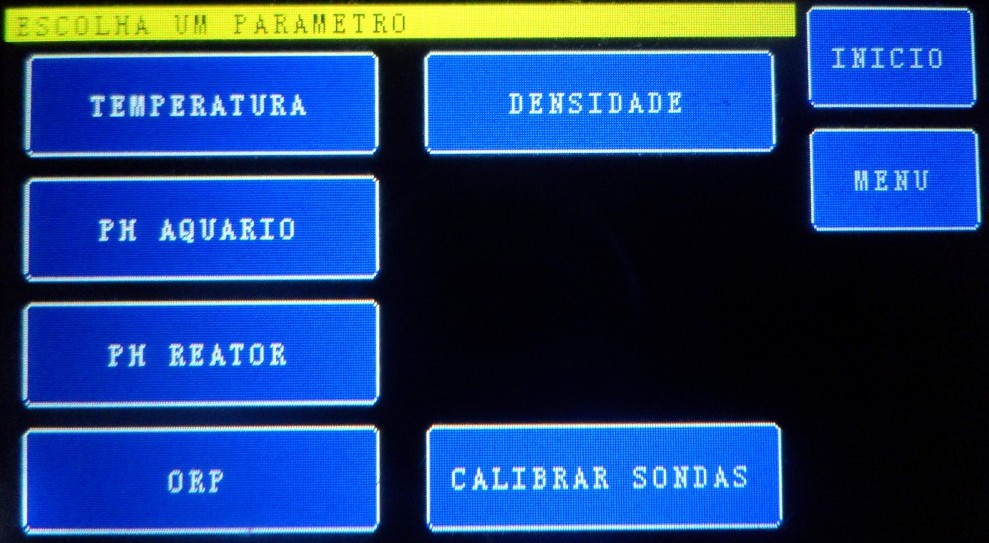 ESCOLHA UM PARAMETRO
INICIO
TEMPERATURA
DENSIDADE
MENU
PH AQUARIO
PH REATOR
ORP
CALIBRAR SONDAS